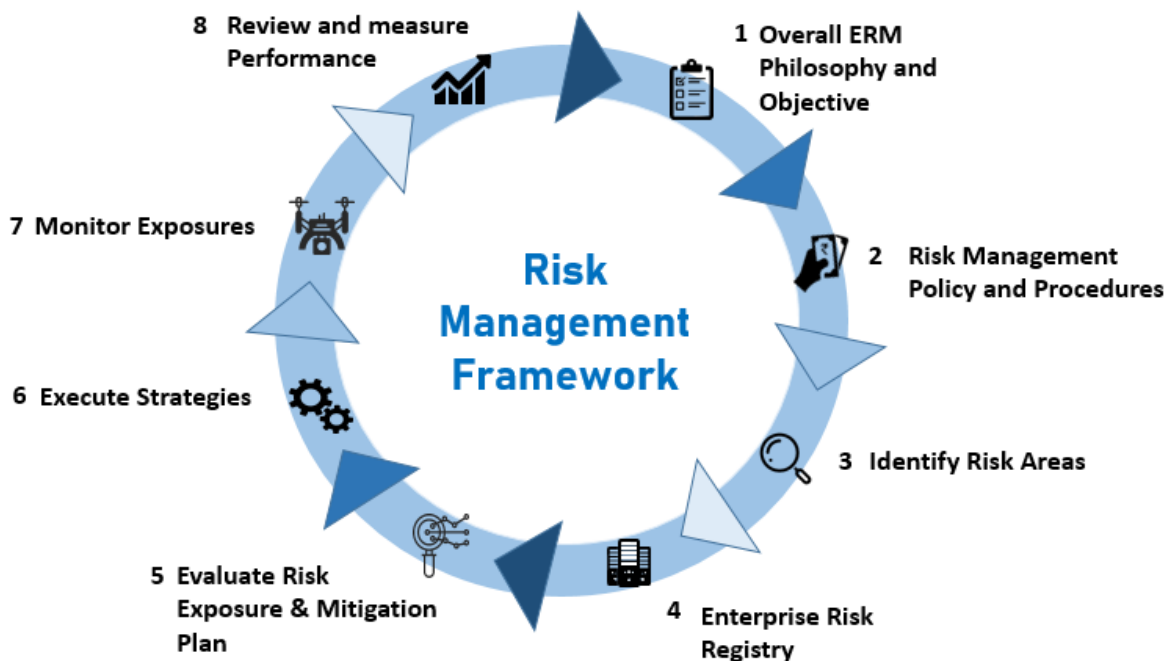 Risk
Management
Framework
1 Overall ERM
Philosophy and
Objective
2 Risk Management
Policy and Procedures
3 Identify Risk Areas
4 Enterprise Risk
Registry
5 Evaluate Risk
Exposure & Mitigation
Plan
6 Execute Strategies
7 Monitor Exposures
8 Review and measure
Performance
₹